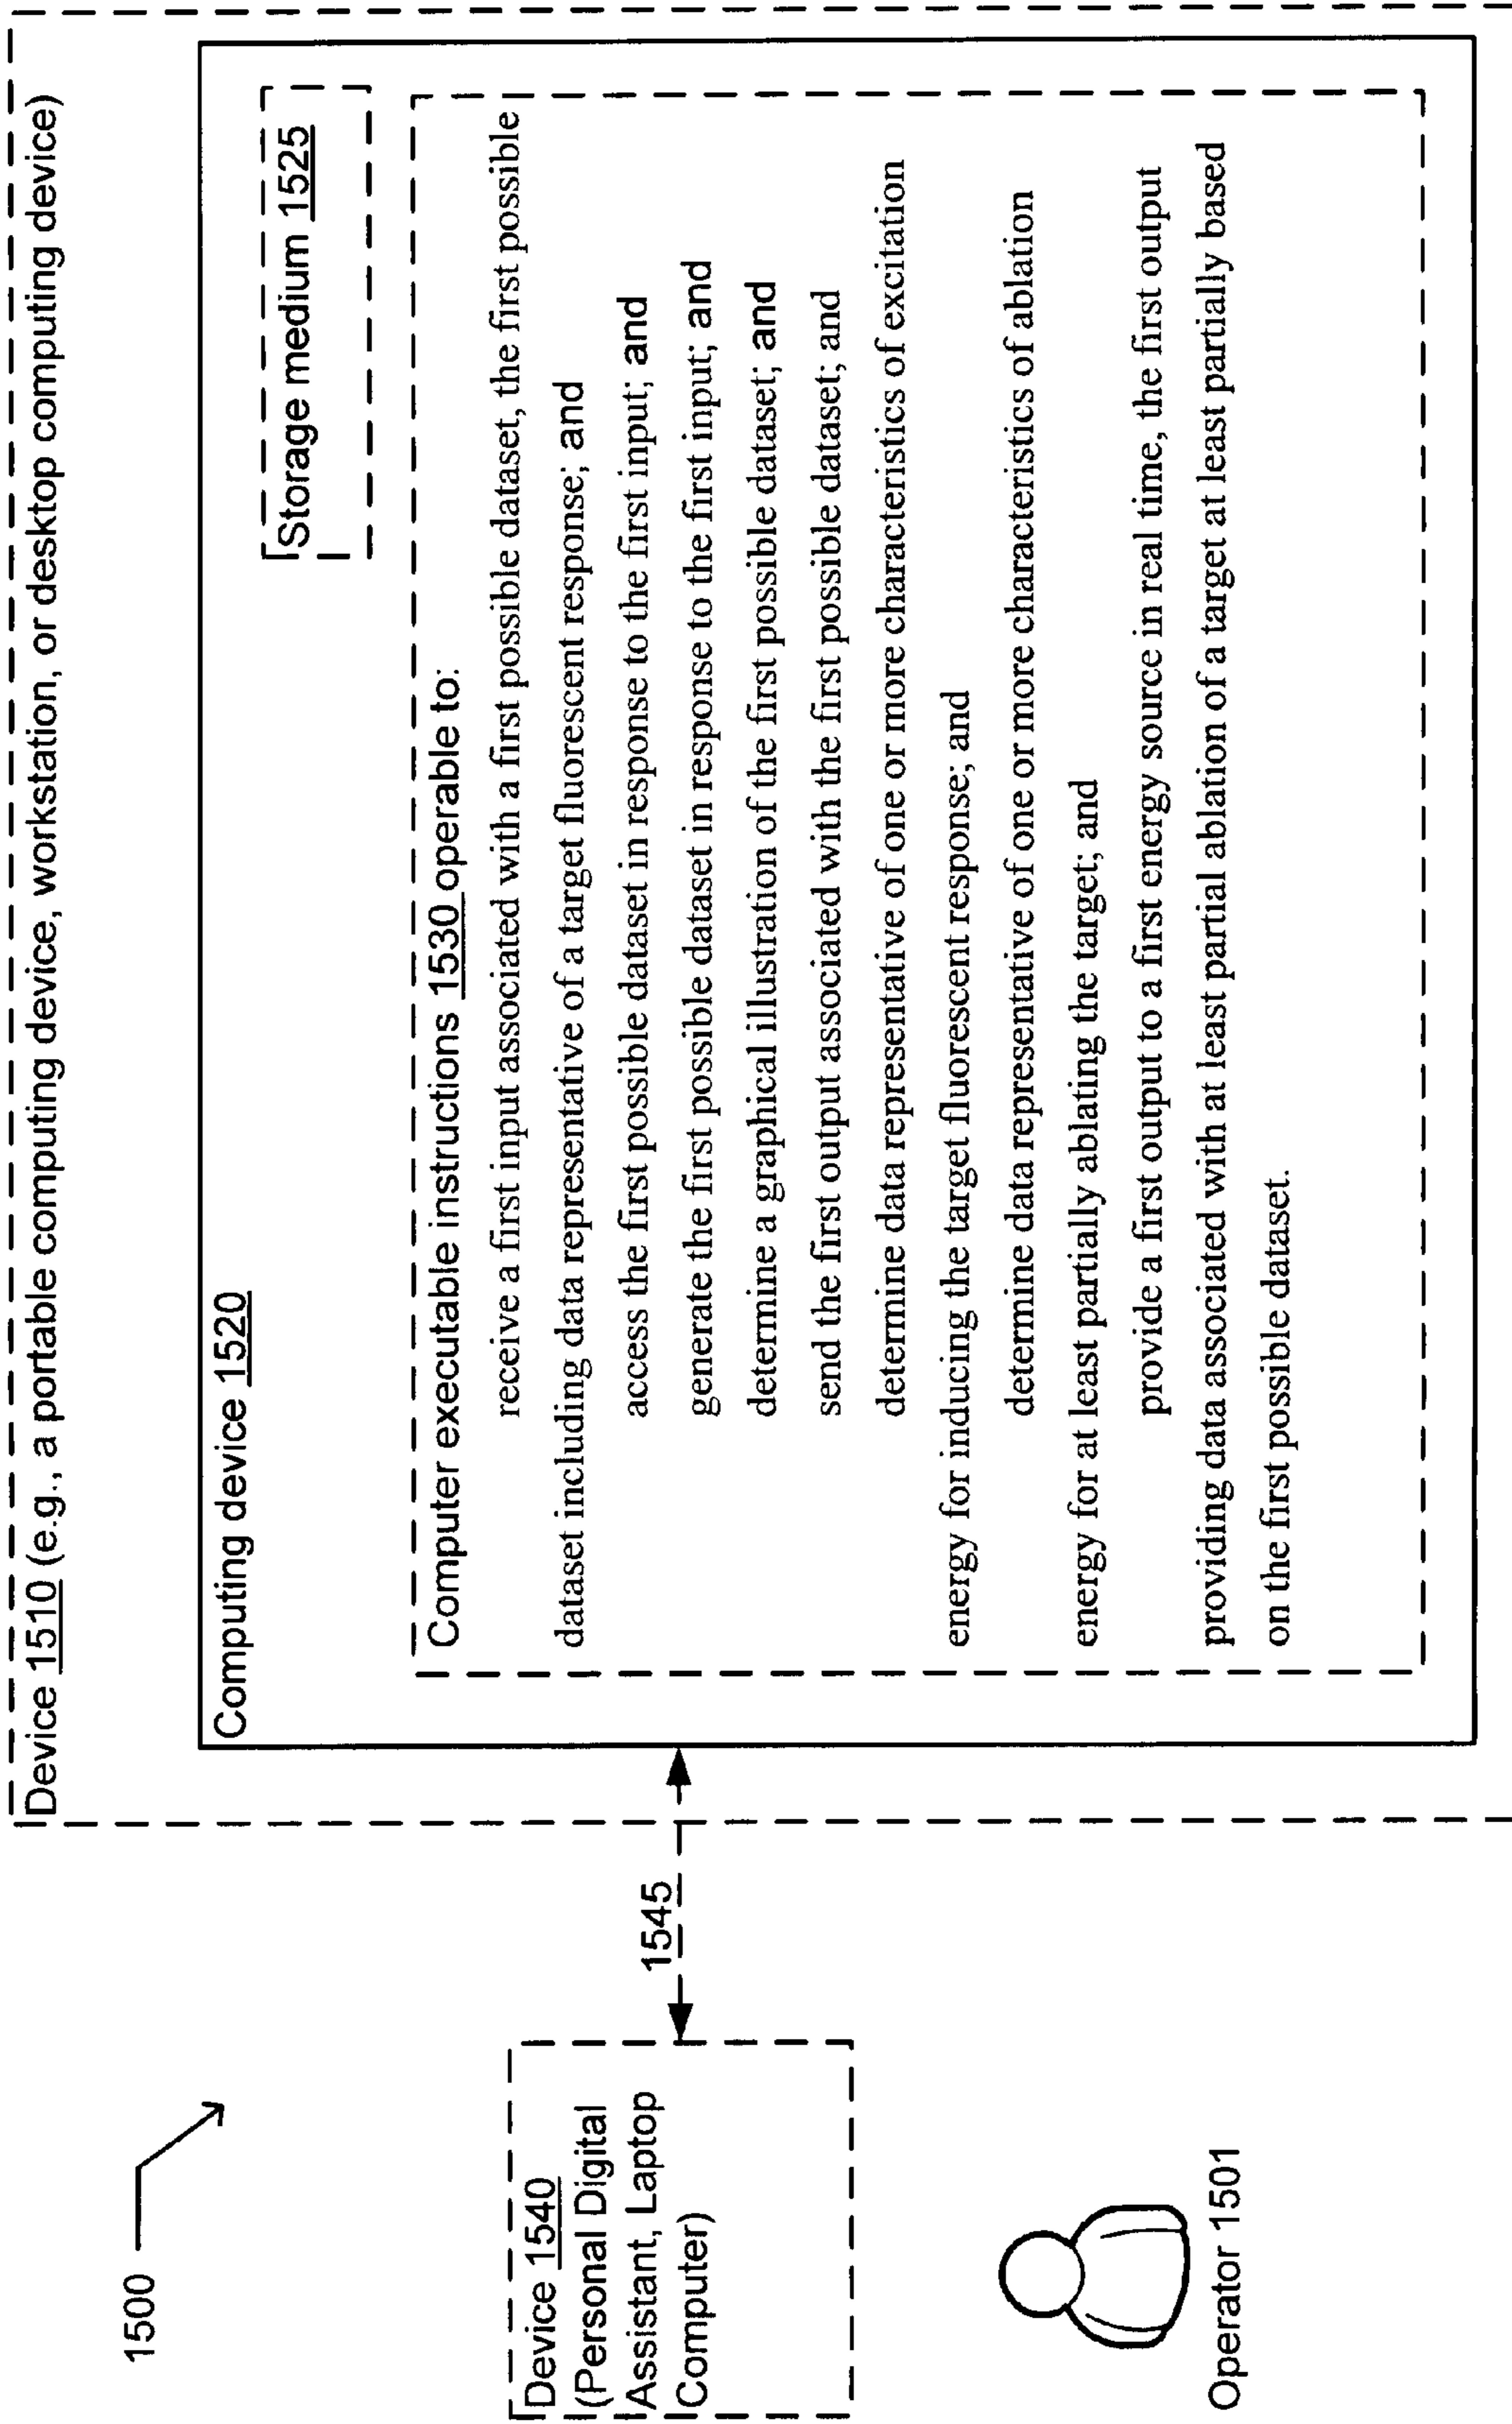 1500
Device 1510 (e.g., a portable computing device, workstation, or desktop computing device)
Computing device 1520
Storage medium 1525
Computer executable instructions 1530 operable to:
receive a first input associated with a first possible dataset, the first possible
dataset including data representative of a target fluorescent response; and
access the first possible dataset in response to the first input; and
generate the first possible dataset in response to the first input; and
determine a graphical illustration of the first possible dataset; and
send the first output associated with the first possible dataset; and
determine data representative of one or more characteristics of excitation
energy for inducing the target fluorescent response; and
determine data representative of one or more characteristics of ablation
energy for at least partially ablating the target; and
provide a first output to a first energy source in real time, the first output
providing data associated with at least partial ablation of a target at least partially based
on the first possible dataset.
1545
Device 1540
(Personal Digital
Assistant, Laptop
Computer)
Operator 1501